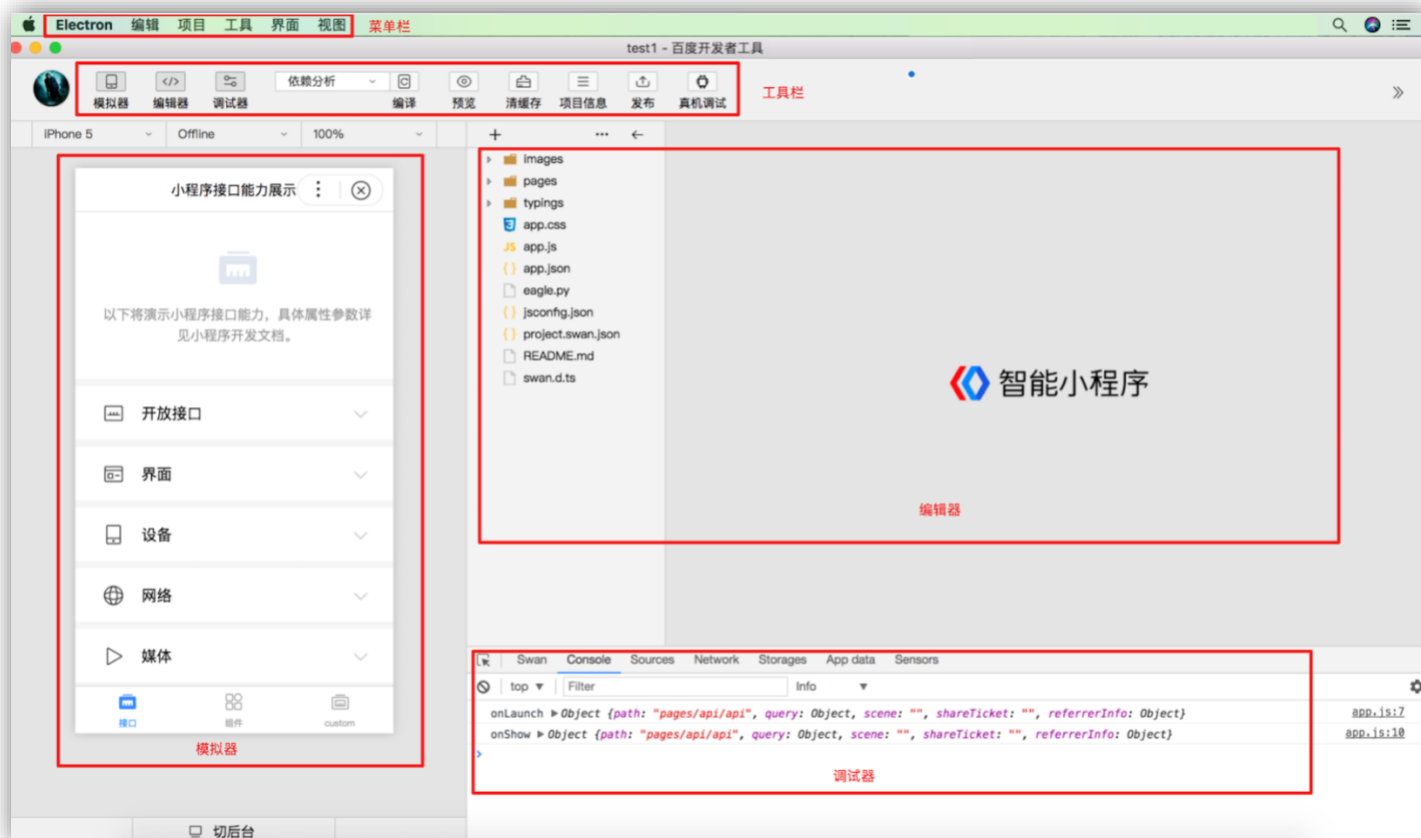 Electron 编辑 项目 工具 界面 视图 菜单栏
test1 - 百度开发者工具
模拟器 编辑器 调试器 依赖分析 编译 预览 清缓存 项目信息 发布 真机调试 工具栏
iPhone 5 Offline 100%
小程序接口能力展示
以下将演示小程序接口能力，具体属性参数详
见小程序开发文档。
开放接口
界面
设备
网络
媒体
接口 组件 custom
模拟器
切后台
images
pages
typings
app.css
JS app.js
{ } app.json
eagle.py
{ } jsconfig.json
{ } project.swan.json
README.md
swan.d.ts
智能小程序
编辑器
Swan Console Sources Network Storages App data Sensors
top ▼ Filter Info ▼
onLaunch ▶ Object {path: "pages/api/api", query: Object, scene: "", shareTicket: "", referrerInfo: Object} app.js:7
onShow ▶ Object {path: "pages/api/api", query: Object, scene: "", shareTicket: "", referrerInfo: Object} app.js:10
>
调试器